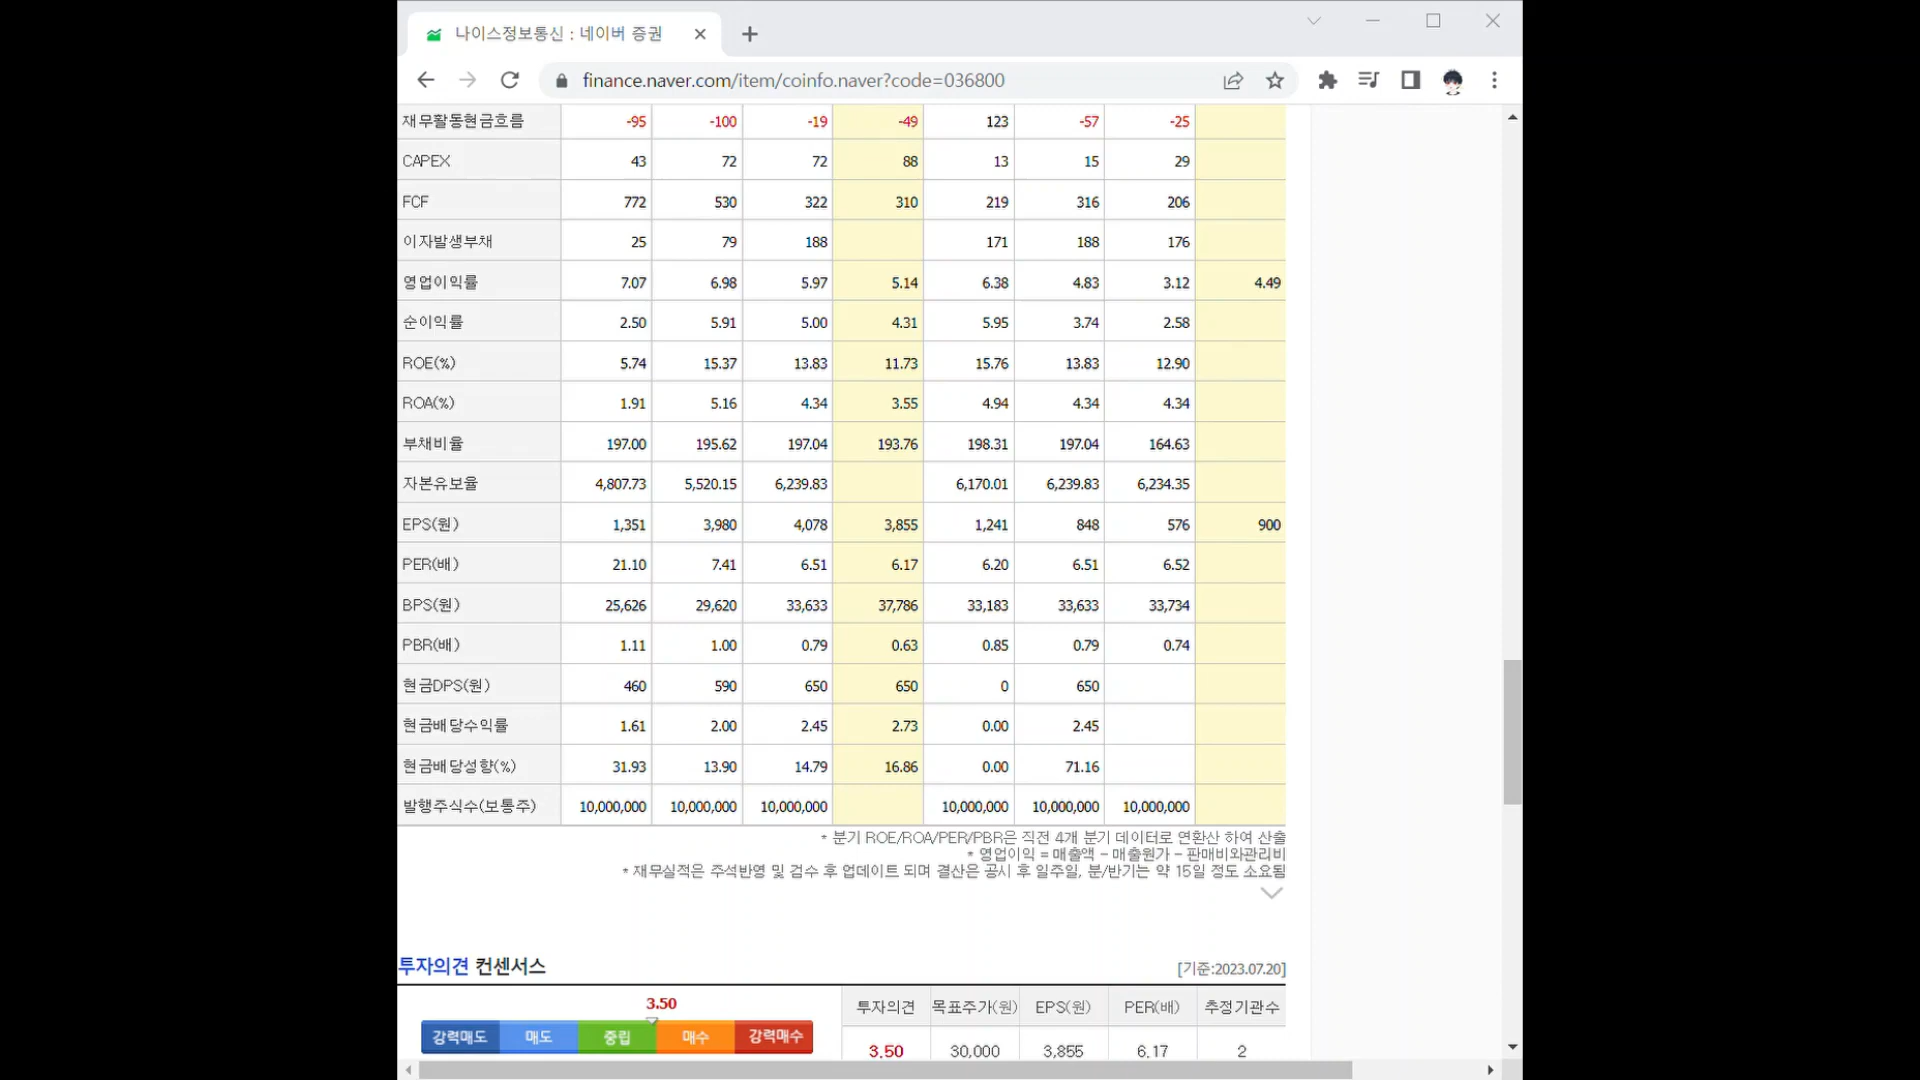 나이스정보통신 : 네이버 증권
finance.naver.com/item/coinfo.naver?code=036800
재무활동현금흐름 -95 -100 -19 -49 123 -57 -25
CAPEX 43 72 72 88 13 15 29
FCF 772 530 322 310 219 316 206
이자발생부채 25 79 188 171 188 176
영업이익률 7.07 6.98 5.97 5.14 6.38 4.83 3.12 4.49
순이익률 2.50 5.91 5.00 4.31 5.95 3.74 2.58
ROE(%) 5.74 15.37 13.83 11.73 15.76 13.83 12.90
ROA(%) 1.91 5.16 4.34 3.55 4.94 4.34 4.34
부채비율 197.00 195.62 197.04 193.76 198.31 197.04 164.63
자본유보율 4,807.73 5,520.15 6,239.83 6,170.01 6,239.83 6,234.35
EPS(원) 1,351 3,980 4,078 3,855 1,241 848 576 900
PER(배) 21.10 7.41 6.51 6.17 6.20 6.51 6.52
BPS(원) 25,626 29,620 33,633 37,786 33,183 33,633 33,734
PBR(배) 1.11 1.00 0.79 0.63 0.85 0.79 0.74
현금DPS(원) 460 590 650 650 0 650
현금배당수익률 1.61 2.00 2.45 2.73 0.00 2.45
현금배당성향(%) 31.93 13.90 14.79 16.86 0.00 71.16
발행주식수(보통주) 10,000,000 10,000,000 10,000,000 10,000,000 10,000,000 10,000,000
* 분기 ROE/ROA/PER/PBR은 직전 4개 분기 데이터로 연환산 하여 산출
* 영업이익 = 매출액 - 매출원가 - 판매비와관리비
* 재무실적은 주석반영 및 검수 후 업데이트 되며 결산은 공시 후 일주일, 분/반기는 약 15일 정도 소요됨
투자의견 컨센서스 [기준:2023.07.20]
3.50
강력매도 매도 중립 매수 강력매수
투자의견 목표주가(원) EPS(원) PER(배) 추정기관수
3.50 30,000 3,855 6.17 2